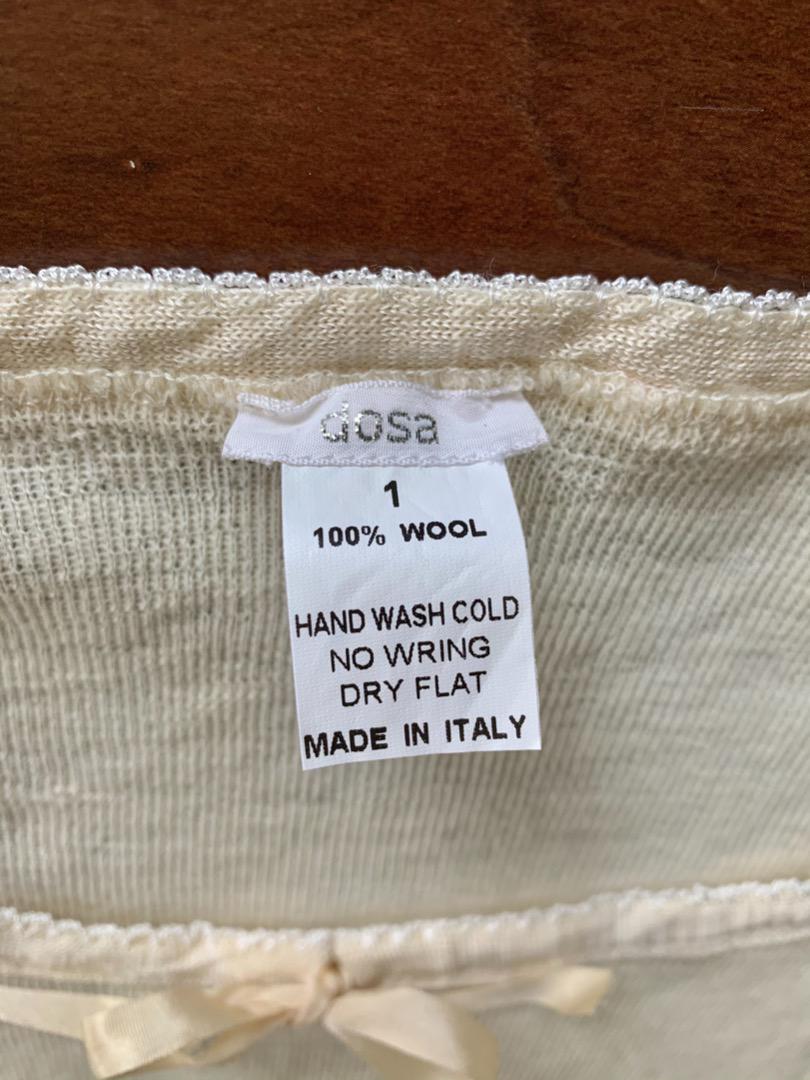 dosa
1
100% WOOL
HAND WASH COLD
NO WRING
DRY FLAT
MADE IN ITALY